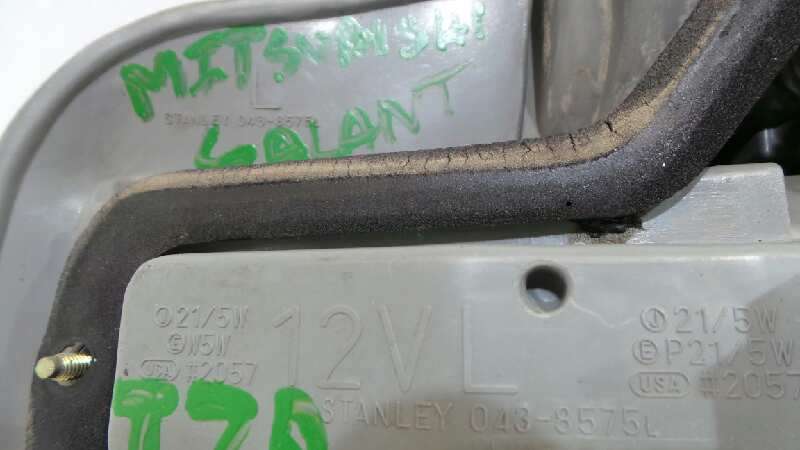 MITSUBISHI
L
STANLEY 043-8575L
GALANT
J 21/5W 12V L J 21/5W
E W5W E P21/5W
USA #2057 USA #2057
STANLEY 043-8575L